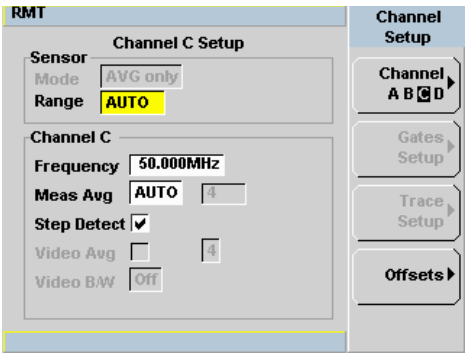 RMT
Channel C Setup
Sensor
Mode AVG only
Range AUTO
Channel C
Frequency 50.000MHz
Meas Avg AUTO 4
Step Detect
Video Avg 4
Video B/W Off
Channel
Setup
Channel
A B C D
Gates
Setup
Trace
Setup
Offsets